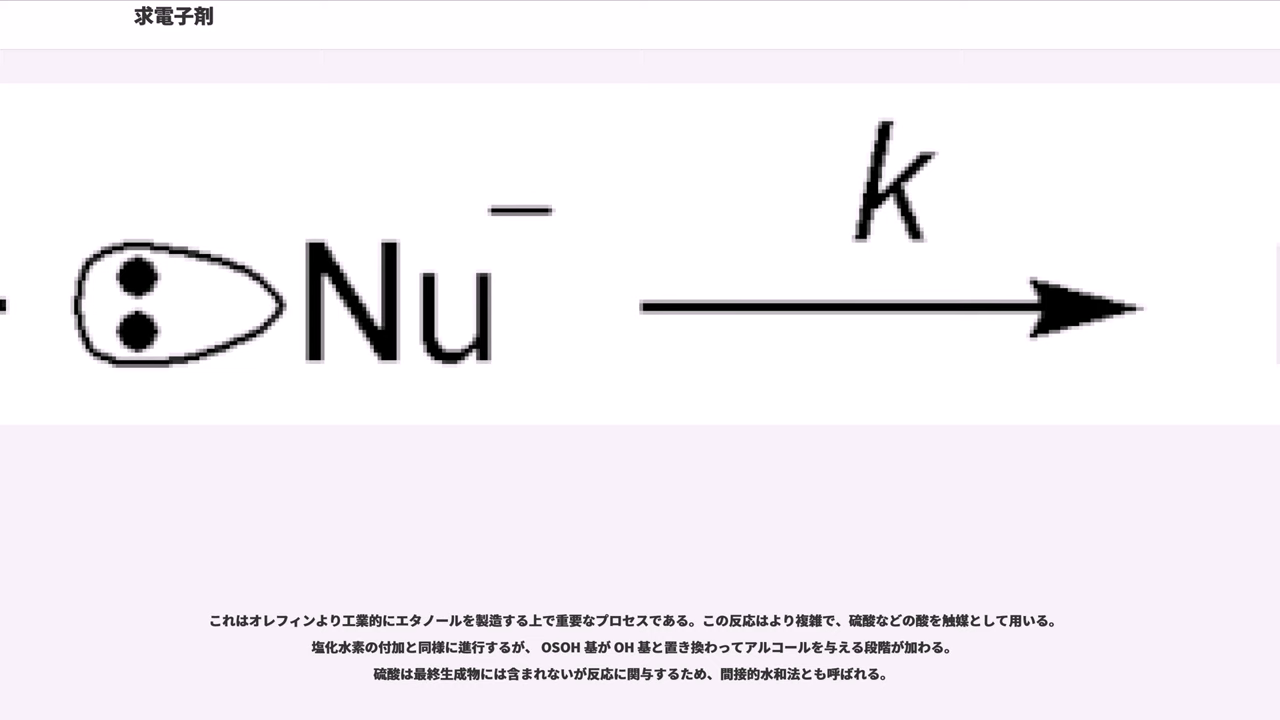 求電子剤
k
Nu⁻
これはオレフィンより工業的にエタノールを製造する上で重要なプロセスである。この反応はより複雑で、硫酸などの酸を触媒として用いる。
塩化水素の付加と同様に進行するが、 OSOH 基が OH 基と置き換わってアルコールを与える段階が加わる。
硫酸は最終生成物には含まれないが反応に関与するため、間接的水和法とも呼ばれる。